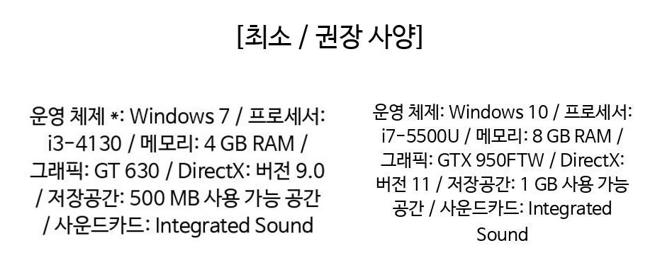 [최소 / 권장 사양]
운영 체제 *: Windows 7 / 프로세서:
i3-4130 / 메모리: 4 GB RAM /
그래픽: GT 630 / DirectX: 버전 9.0
/ 저장공간: 500 MB 사용 가능 공간
/ 사운드카드: Integrated Sound
운영 체제: Windows 10 / 프로세서:
i7-5500U / 메모리: 8 GB RAM /
그래픽: GTX 950FTW / DirectX:
버전 11 / 저장공간: 1 GB 사용 가능
공간 / 사운드카드: Integrated
Sound